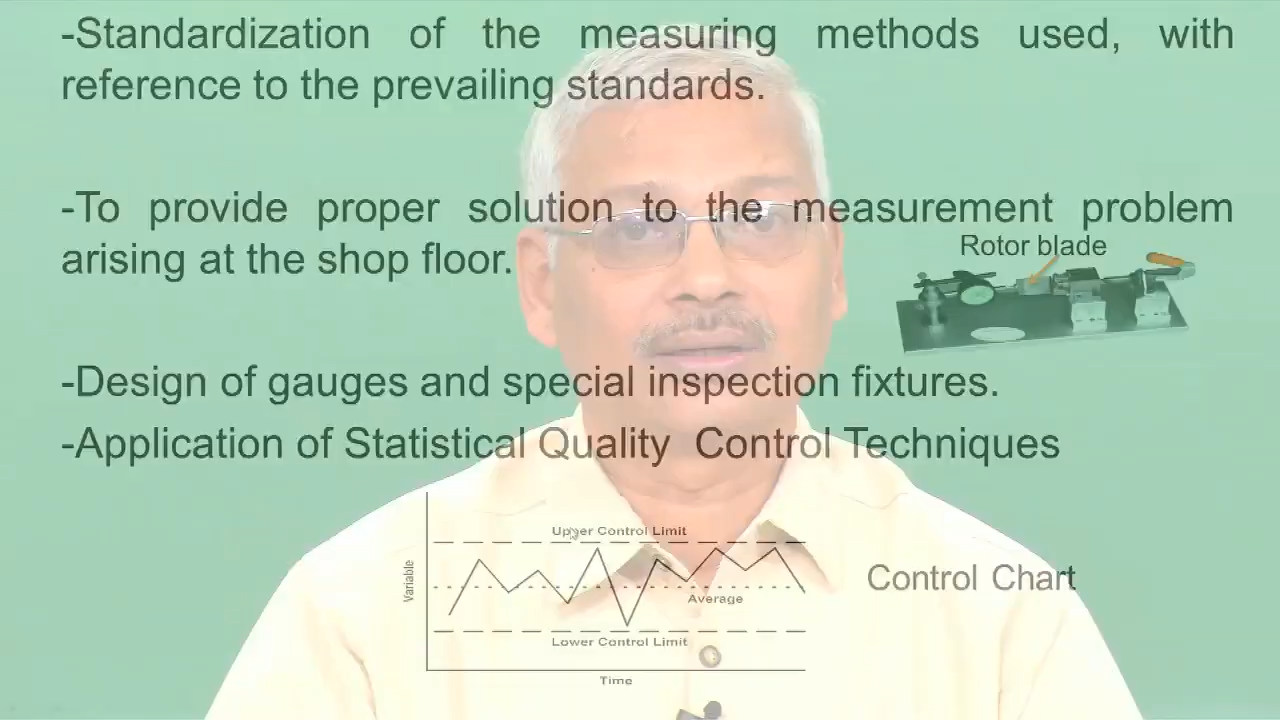 -Standardization of the measuring methods used, with
reference to the prevailing standards.
-To provide proper solution to the measurement problem
arising at the shop floor.
Rotor blade
-Design of gauges and special inspection fixtures.
-Application of Statistical Quality Control Techniques
Upper Control Limit
Variable
Average
Control Chart
Lower Control Limit
Time